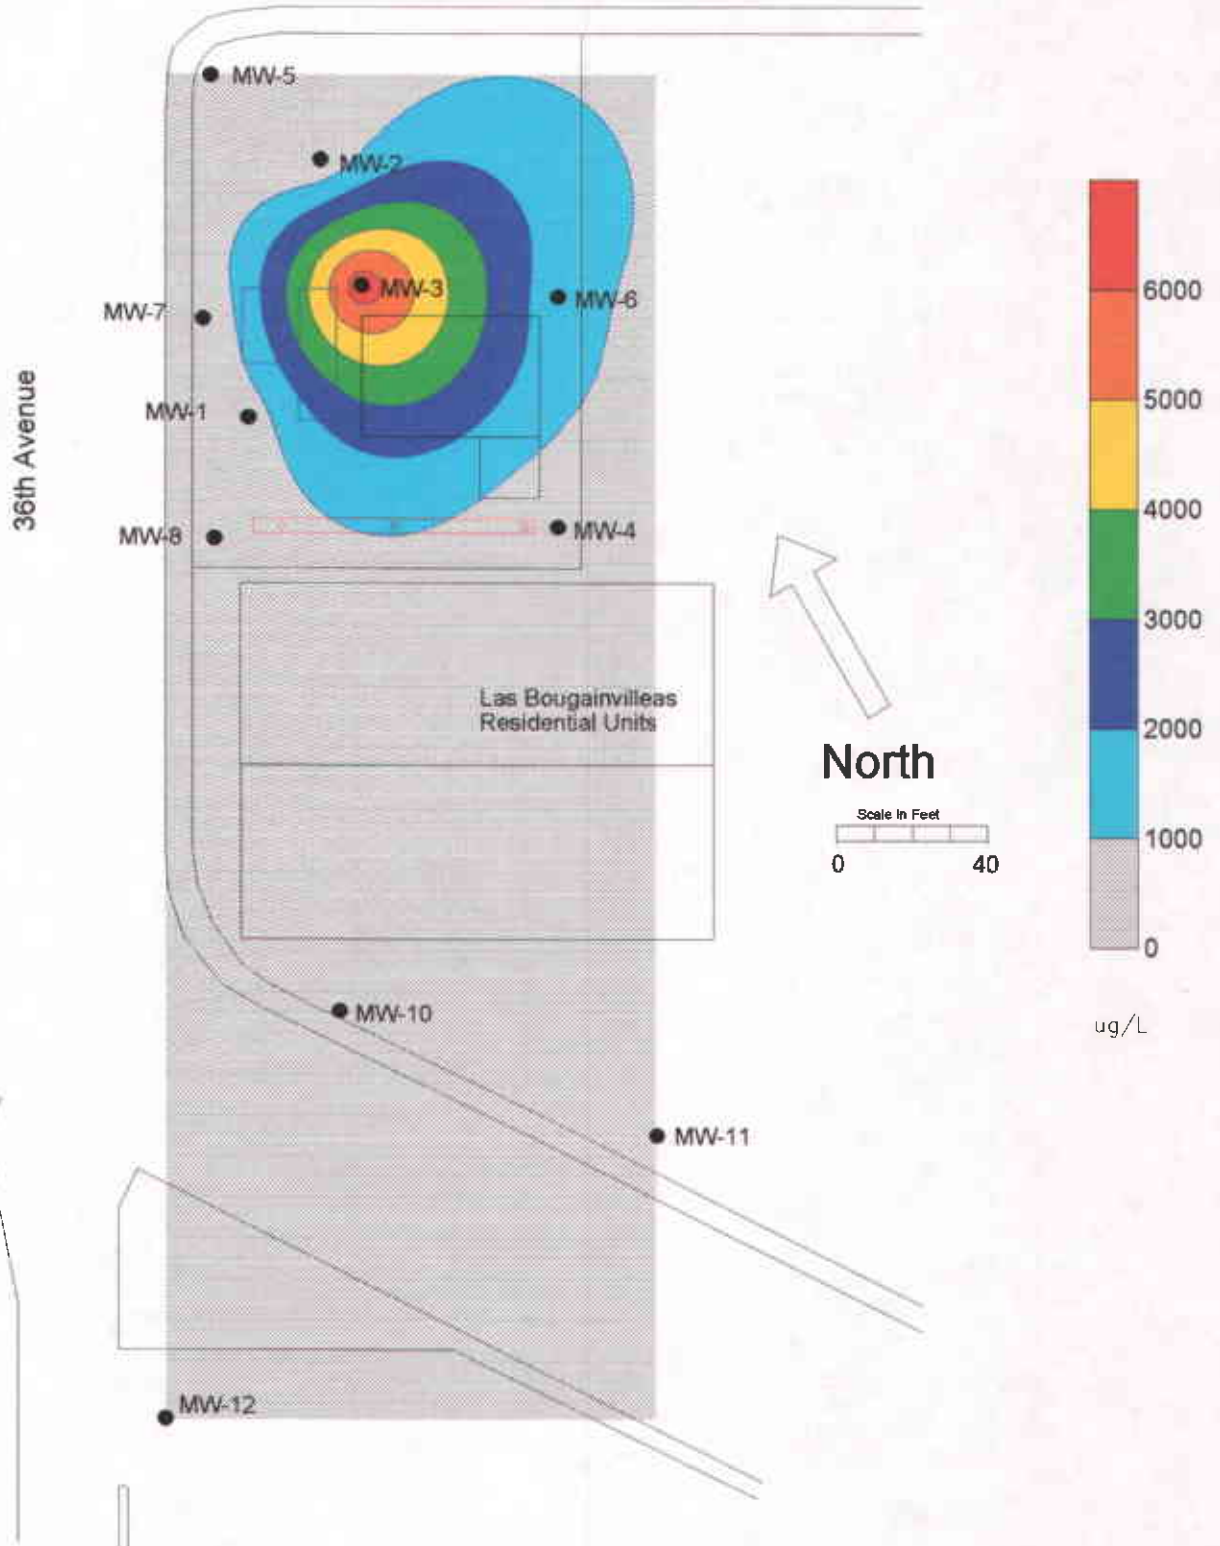 MW-5
MW-2
MW-3
MW-6
MW-7
MW-1
36th Avenue
MW-8
MW-4
Las Bougainvilleas
Residential Units
North
Scale in Feet
0
40
MW-10
MW-11
MW-12
6000
5000
4000
3000
2000
1000
0
ug/L